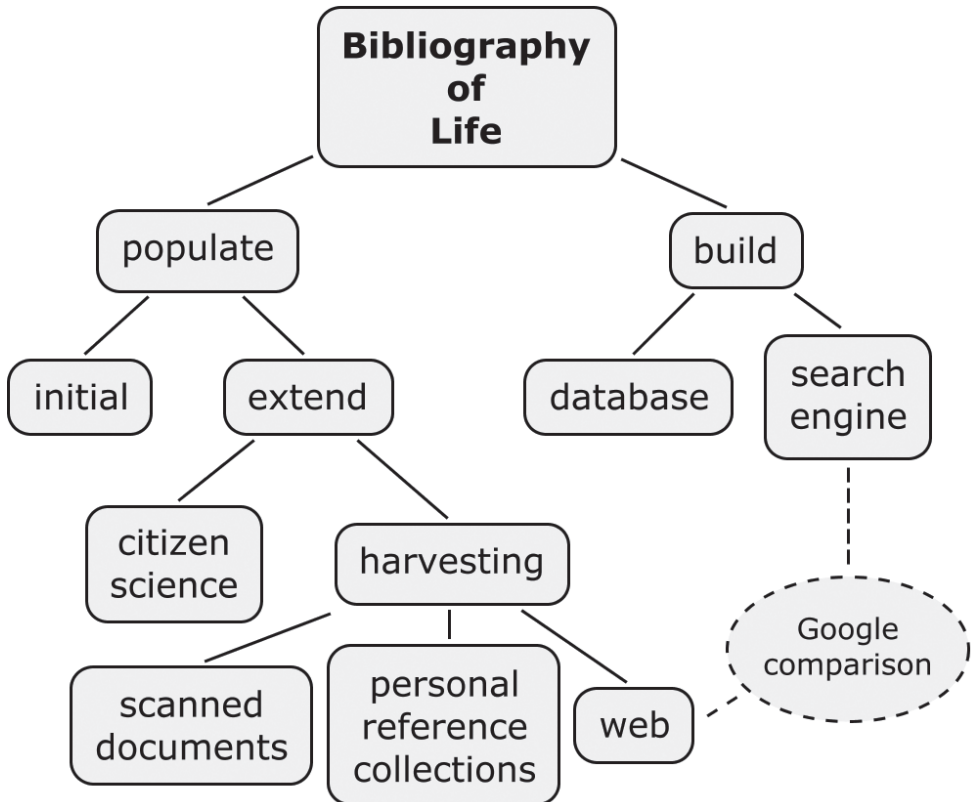 Bibliography
of
Life
populate
build
initial
extend
database
search
engine
citizen
science
harvesting
Google
comparison
scanned
documents
personal
reference
collections
web